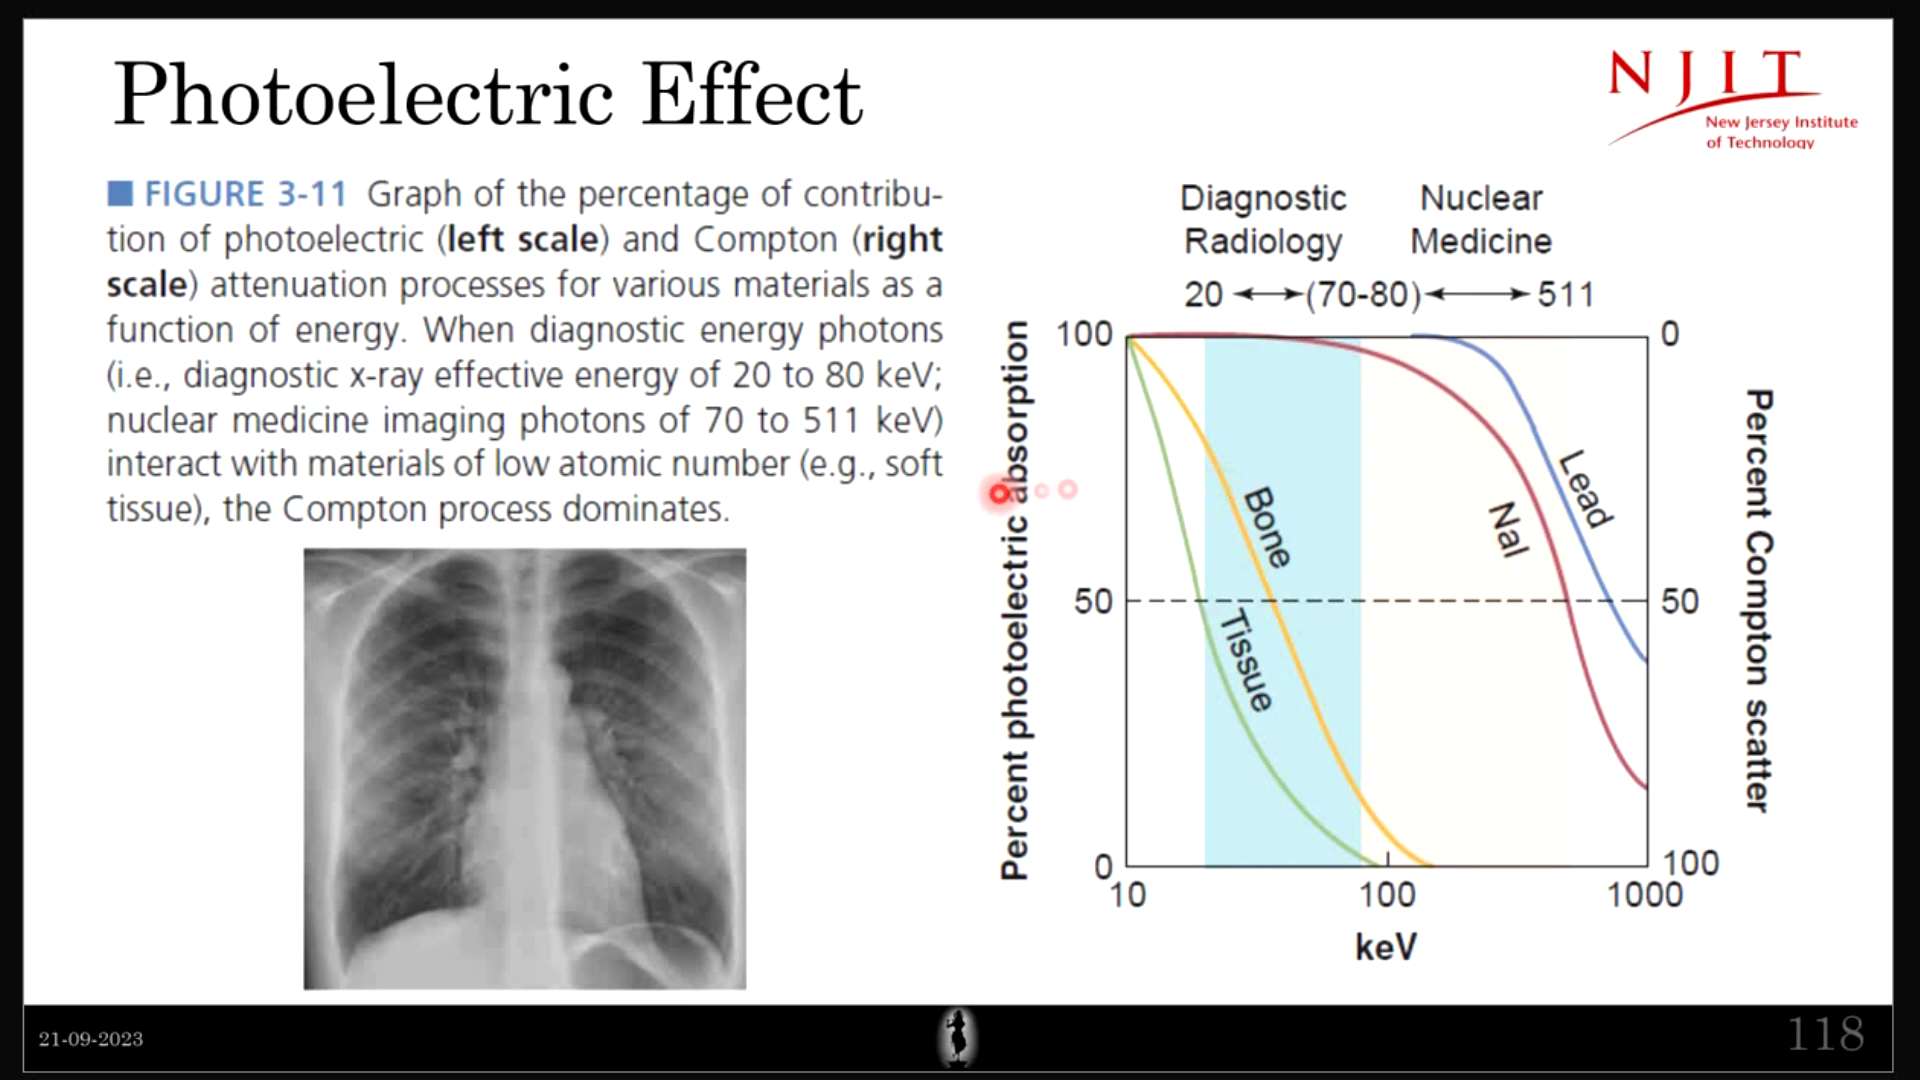 Photoelectric Effect
NJIT
New Jersey Institute
of Technology
■ FIGURE 3-11 Graph of the percentage of contribu-
tion of photoelectric (left scale) and Compton (right
scale) attenuation processes for various materials as a
function of energy. When diagnostic energy photons
(i.e., diagnostic x-ray effective energy of 20 to 80 keV;
nuclear medicine imaging photons of 70 to 511 keV)
interact with materials of low atomic number (e.g., soft
tissue), the Compton process dominates.
Diagnostic Nuclear
Radiology Medicine
20 ↔ (70-80) ↔ 511
Percent photoelectric absorption
100
50
0
Tissue
Bone
NaI
Lead
0
50
100
Percent Compton scatter
10 100 1000
keV
21-09-2023
118